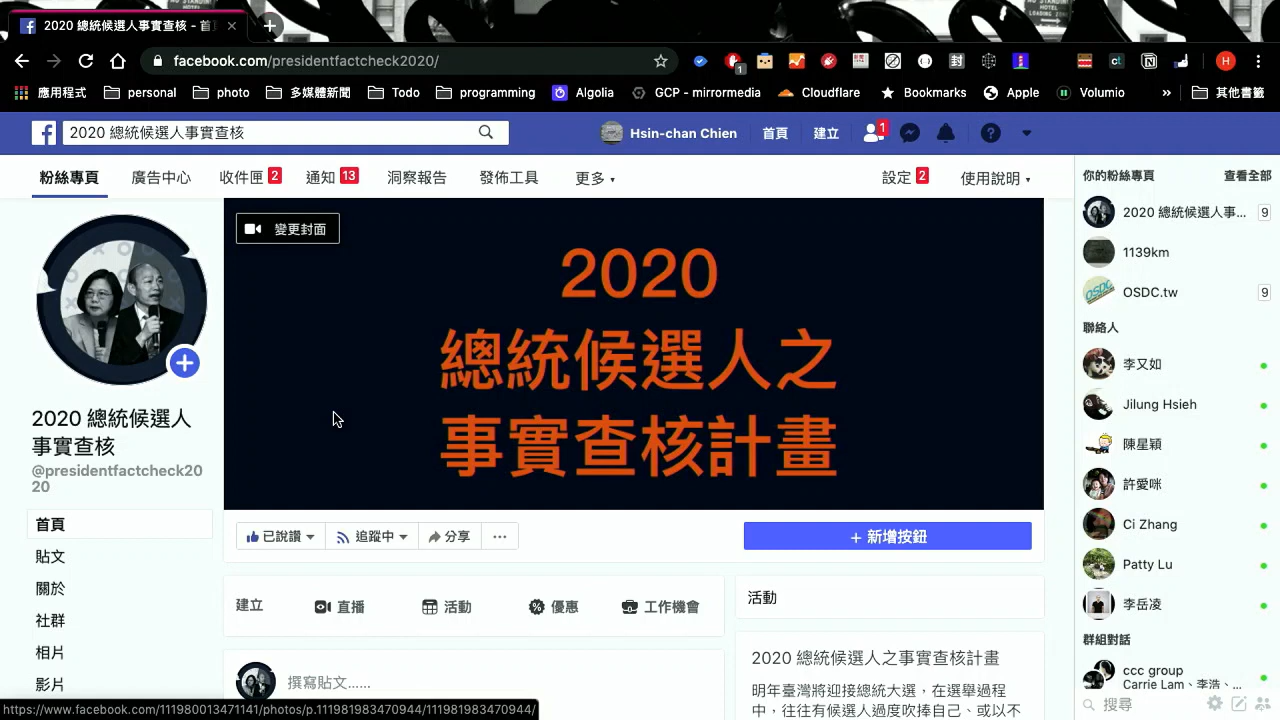 2020 總統候選人事實查核 - 首頁
facebook.com/presidentfactcheck2020/
1
H
應用程式
personal
photo
多媒體新聞
Todo
programming
Algolia
GCP - mirrormedia
Cloudflare
Bookmarks
Apple
Volumio
»
其他書籤
2020 總統候選人事實查核
Hsin-chan Chien
首頁
建立
1
粉絲專頁
廣告中心
收件匣 2
通知 13
洞察報告
發佈工具
更多
設定 2
使用說明
變更封面
2020
總統候選人之
事實查核計畫
2020 總統候選人
事實查核
@presidentfactcheck20
20
首頁
貼文
關於
社群
相片
影片
已說讚
追蹤中
分享
...
+ 新增按鈕
建立
直播
活動
優惠
工作機會
撰寫貼文......
活動
2020 總統候選人之事實查核計畫
明年臺灣將迎接總統大選，在選舉過程
中，往往有候選人過度吹捧自己、或以不
你的粉絲專頁
查看全部
2020 總統候選人事... 9
1139km
OSDC.tw 9
聯絡人
李又如
Jilung Hsieh
陳星穎
許愛咪
Ci Zhang
Patty Lu
李岳凌
群組對話
ccc group
Carrie Lam、李浩、...
搜尋
https://www.facebook.com/111981980013471141/photos/p.111981983470944/111981983470944/